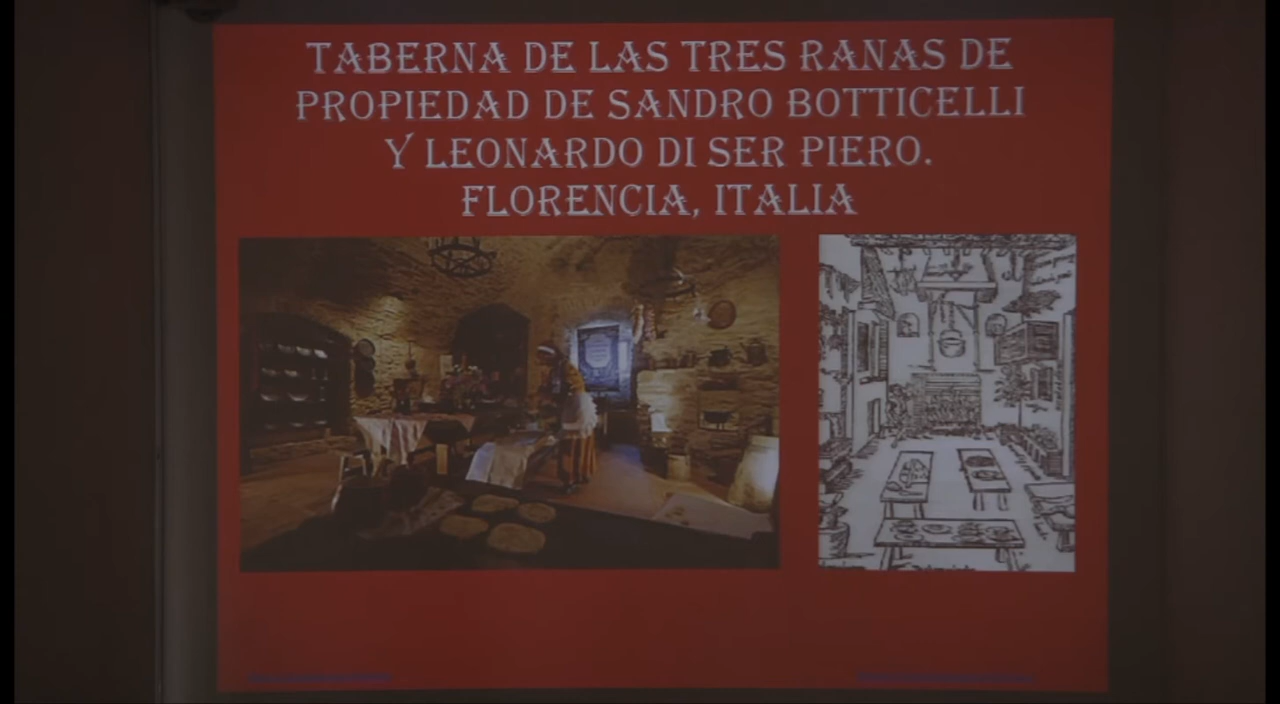 TABERNA DE LAS TRES RANAS DE
PROPIEDAD DE SANDRO BOTTICELLI
Y LEONARDO DI SER PIERO.
FLORENCIA, ITALIA